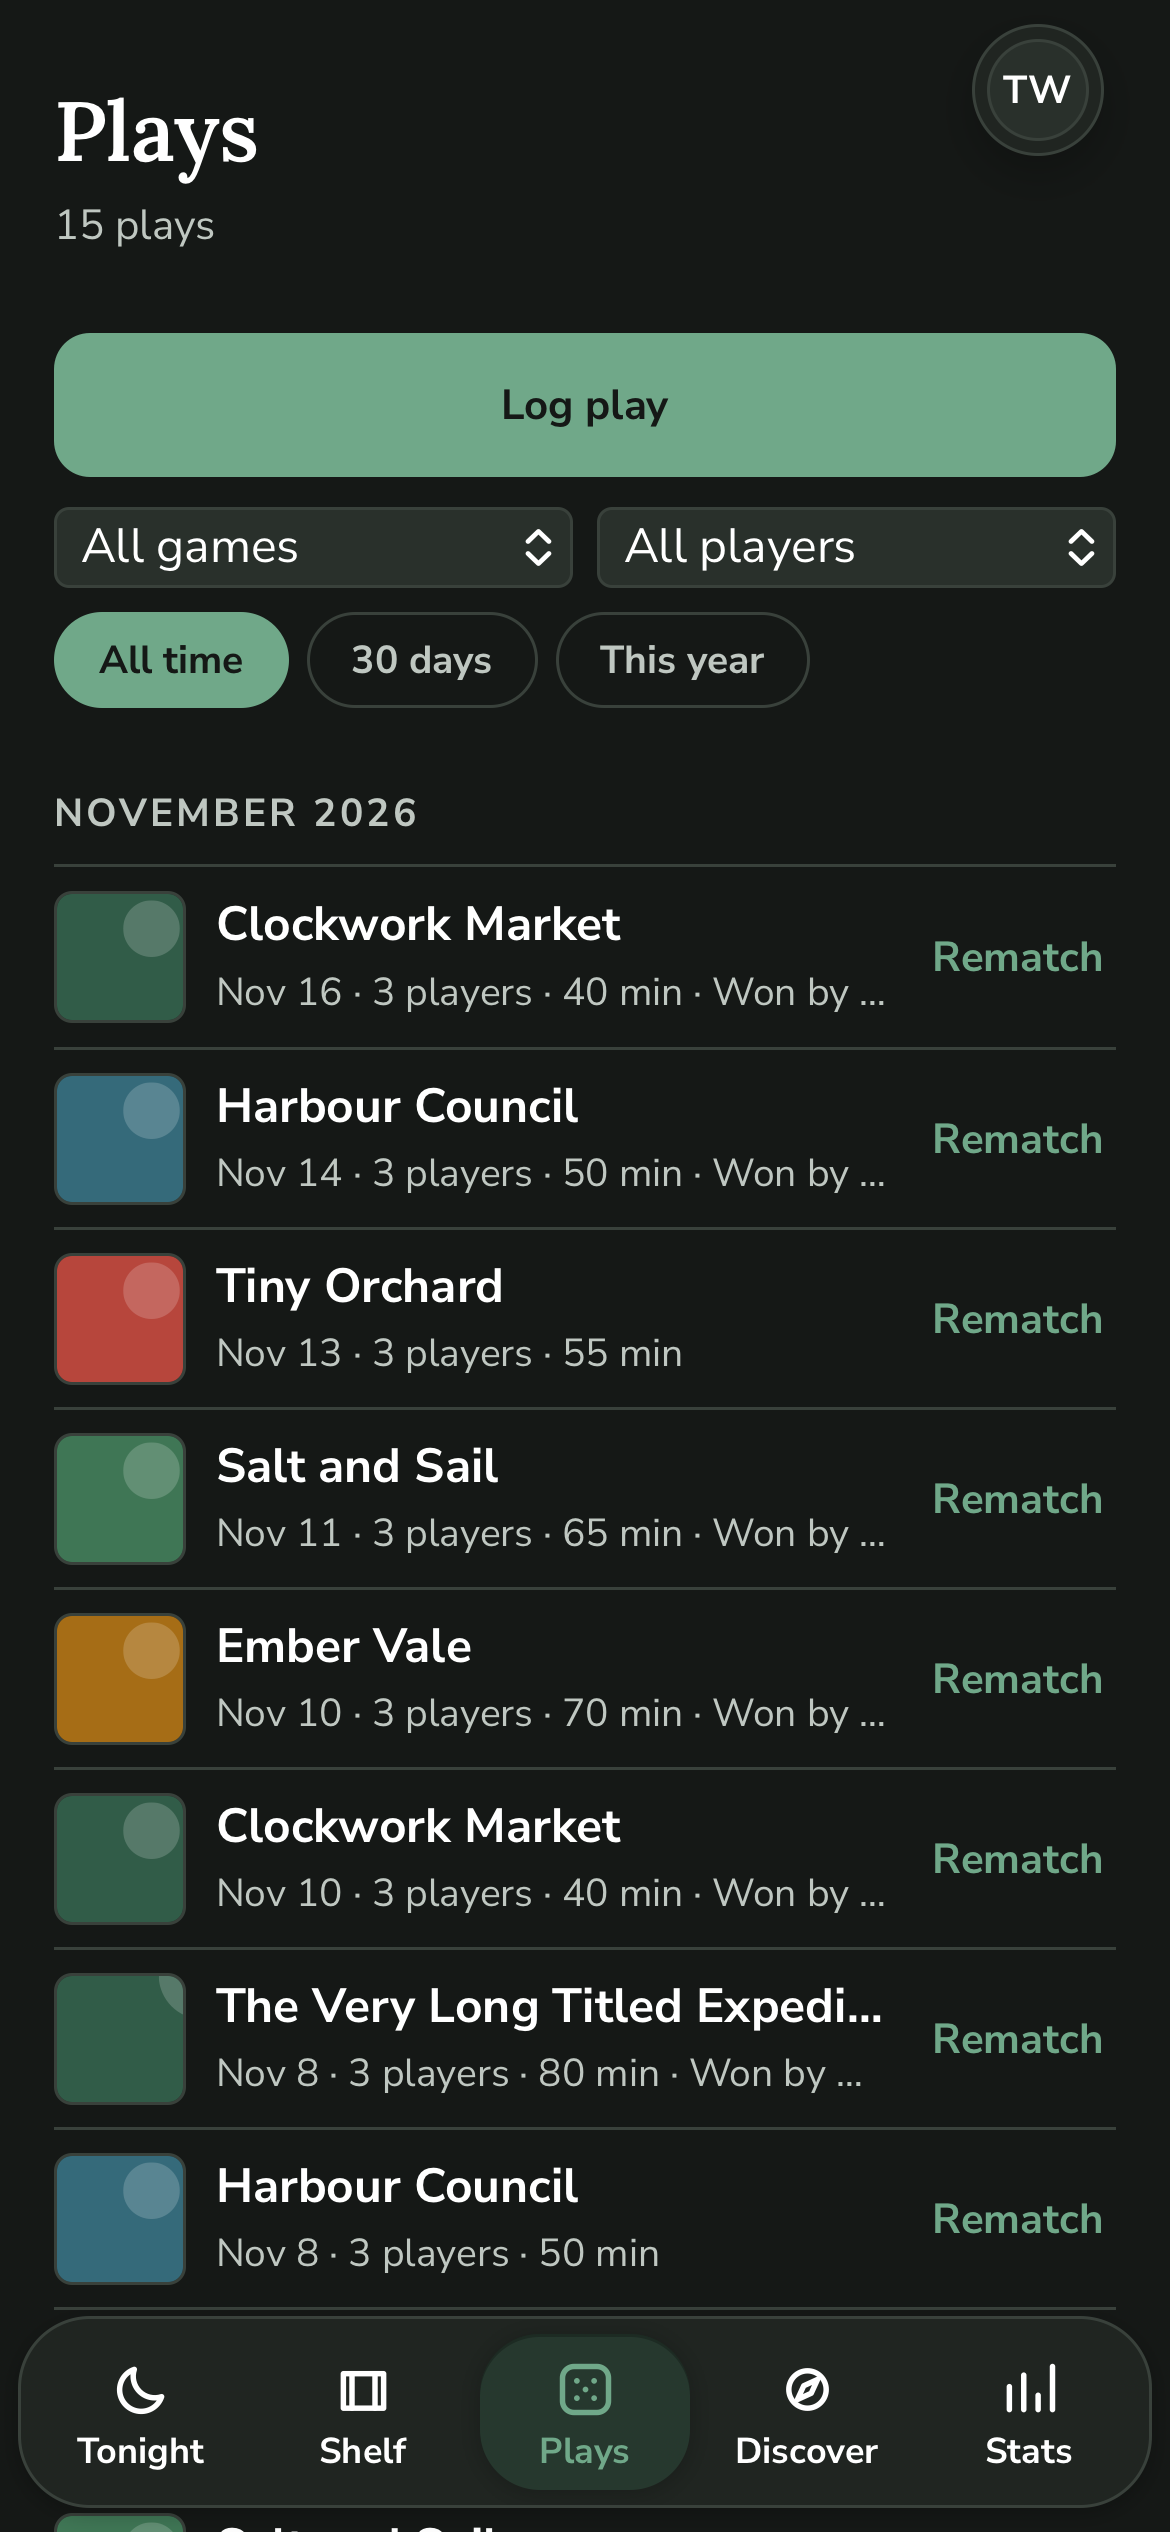 TW
Plays
15 plays
Log play
All games
All players
All time
30 days
This year
NOVEMBER 2026
Clockwork Market
Nov 16 · 3 players · 40 min · Won by ...
Rematch
Harbour Council
Nov 14 · 3 players · 50 min · Won by ...
Rematch
Tiny Orchard
Nov 13 · 3 players · 55 min
Rematch
Salt and Sail
Nov 11 · 3 players · 65 min · Won by ...
Rematch
Ember Vale
Nov 10 · 3 players · 70 min · Won by ...
Rematch
Clockwork Market
Nov 10 · 3 players · 40 min · Won by ...
Rematch
The Very Long Titled Expedi...
Nov 8 · 3 players · 80 min · Won by ...
Rematch
Harbour Council
Nov 8 · 3 players · 50 min
Rematch
Tonight
Shelf
Plays
Discover
Stats